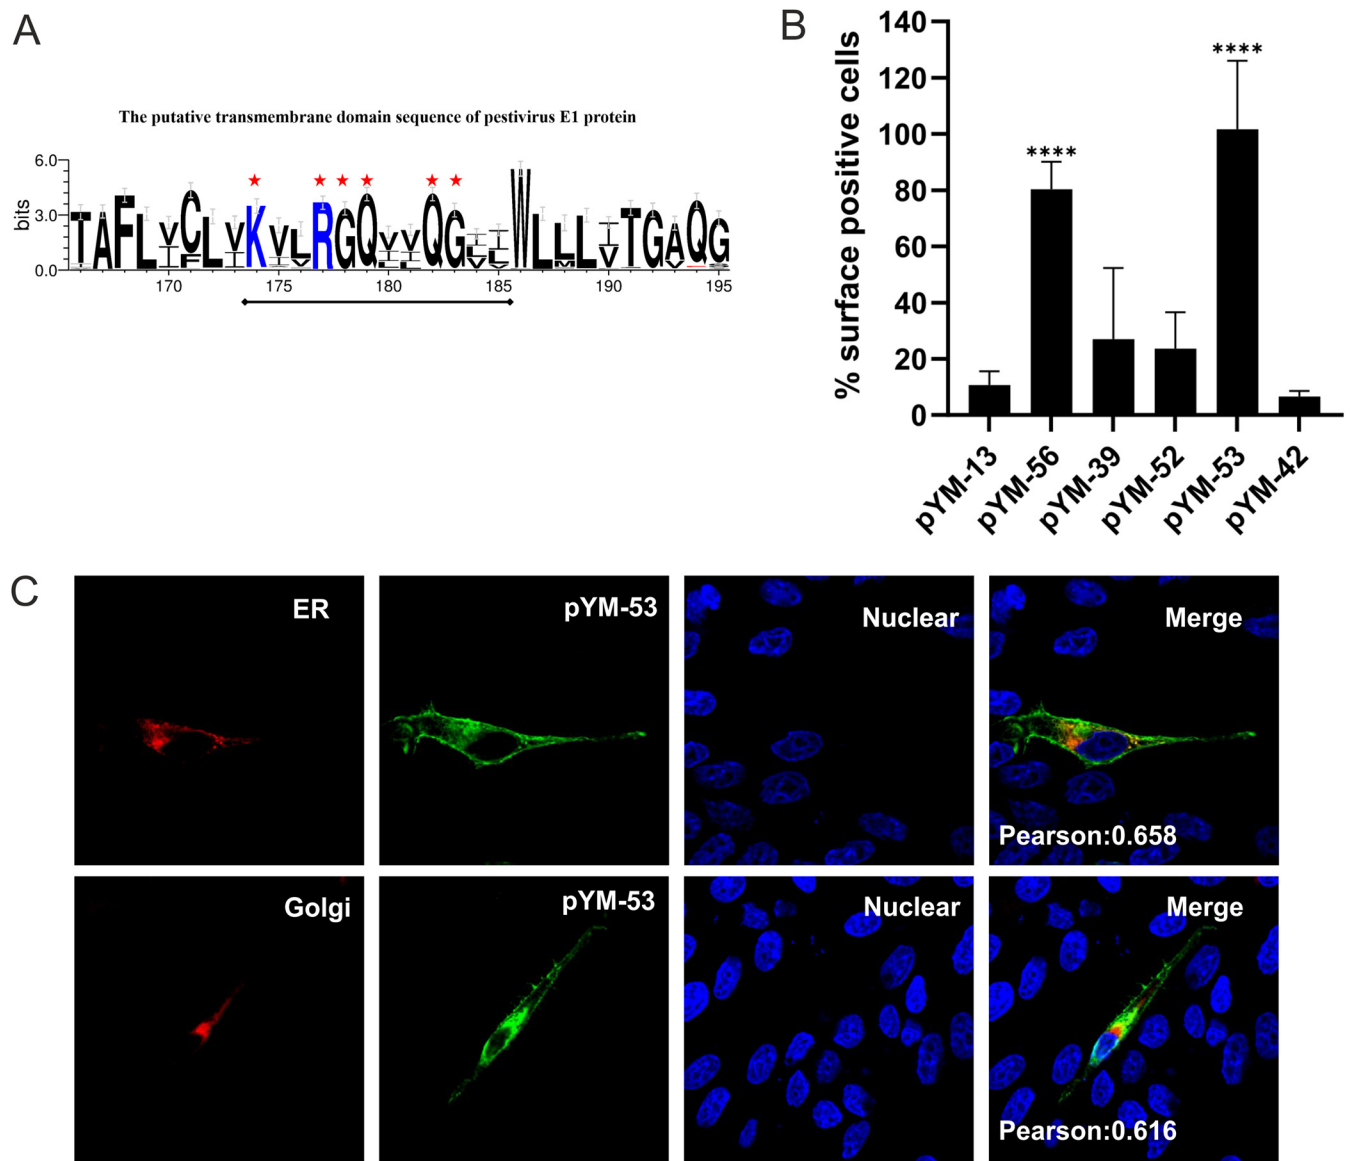 A
The putative transmembrane domain sequence of pestivirus E1 protein
6.0
bits
3.0
0.0
TAFLVCLVKVLRGQVVQGIIWLLLVTGAQG
170 175 180 185 190 195
B
% surface positive cells
140
120
100
80
60
40
20
0
****
****
pYM-13
pYM-56
pYM-39
pYM-52
pYM-53
pYM-42
C
ER
pYM-53
Nuclear
Merge
Pearson:0.658
Golgi
pYM-53
Nuclear
Merge
Pearson:0.616